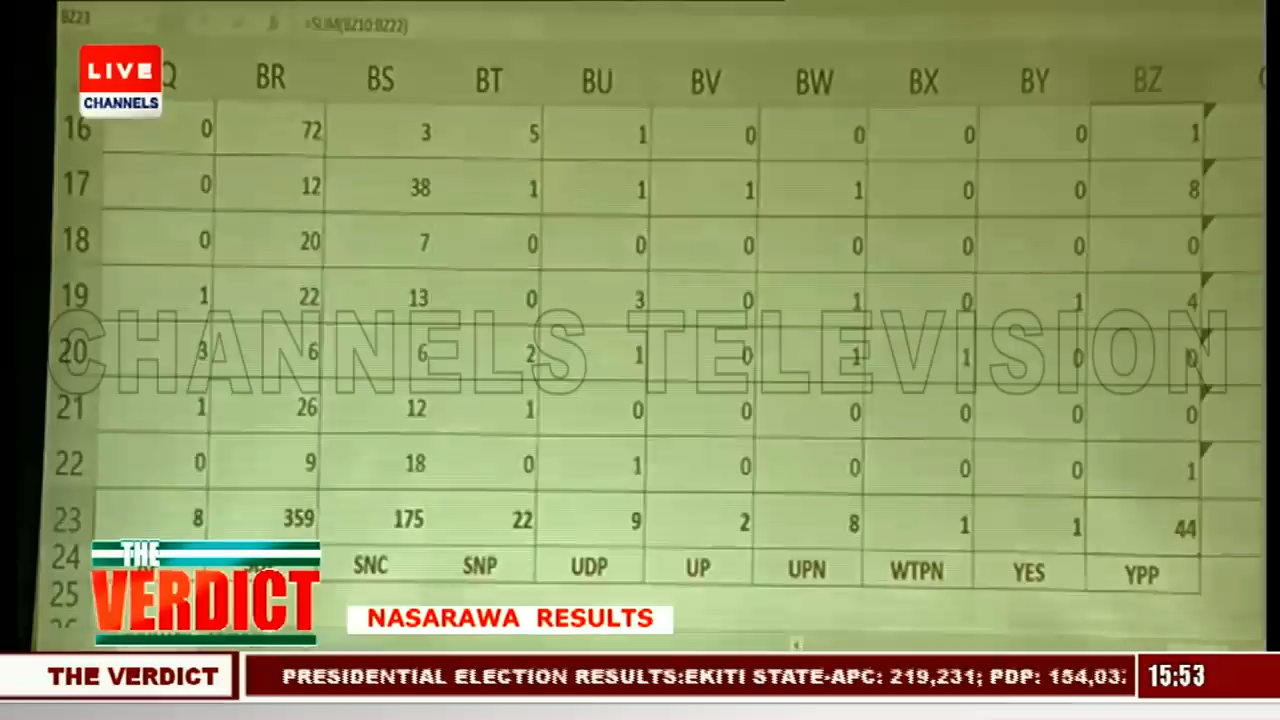 BZ23 =SUM(BZ10:BZ22)
LIVE
CHANNELS
Q BR BS BT BU BV BW BX BY BZ
16 0 72 3 5 1 0 0 0 0 1
17 0 12 38 1 1 1 1 0 0 8
18 0 20 7 0 0 0 0 0 0 0
19 1 22 13 0 3 0 1 0 1 4
20 3 6 6 2 1 0 1 1 0 0
CHANNELS TELEVISION
21 1 26 12 1 0 0 0 0 0 0
22 0 9 18 0 1 0 0 0 0 1
23 8 359 175 22 9 2 8 1 1 44
24 SNC SNP UDP UP UPN WTPN YES YPP
25
THE
VERDICT
NASARAWA RESULTS
THE VERDICT PRESIDENTIAL ELECTION RESULTS:EKITI STATE-APC: 219,231; PDP: 154,03 15:53